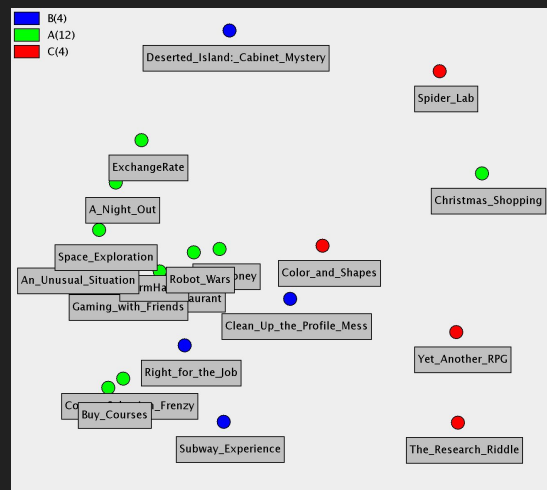 B(4)
A(12)
C(4)
Deserted_Island:_Cabinet_Mystery
Spider_Lab
ExchangeRate
Christmas_Shopping
A_Night_Out
Space_Exploration
Color_and_Shapes
An_Unusual_Situation
Robot_Wars
Gaming_with_Friends
Clean_Up_the_Profile_Mess
Yet_Another_RPG
Right_for_the_Job
Buy_Courses
Subway_Experience
The_Research_Riddle